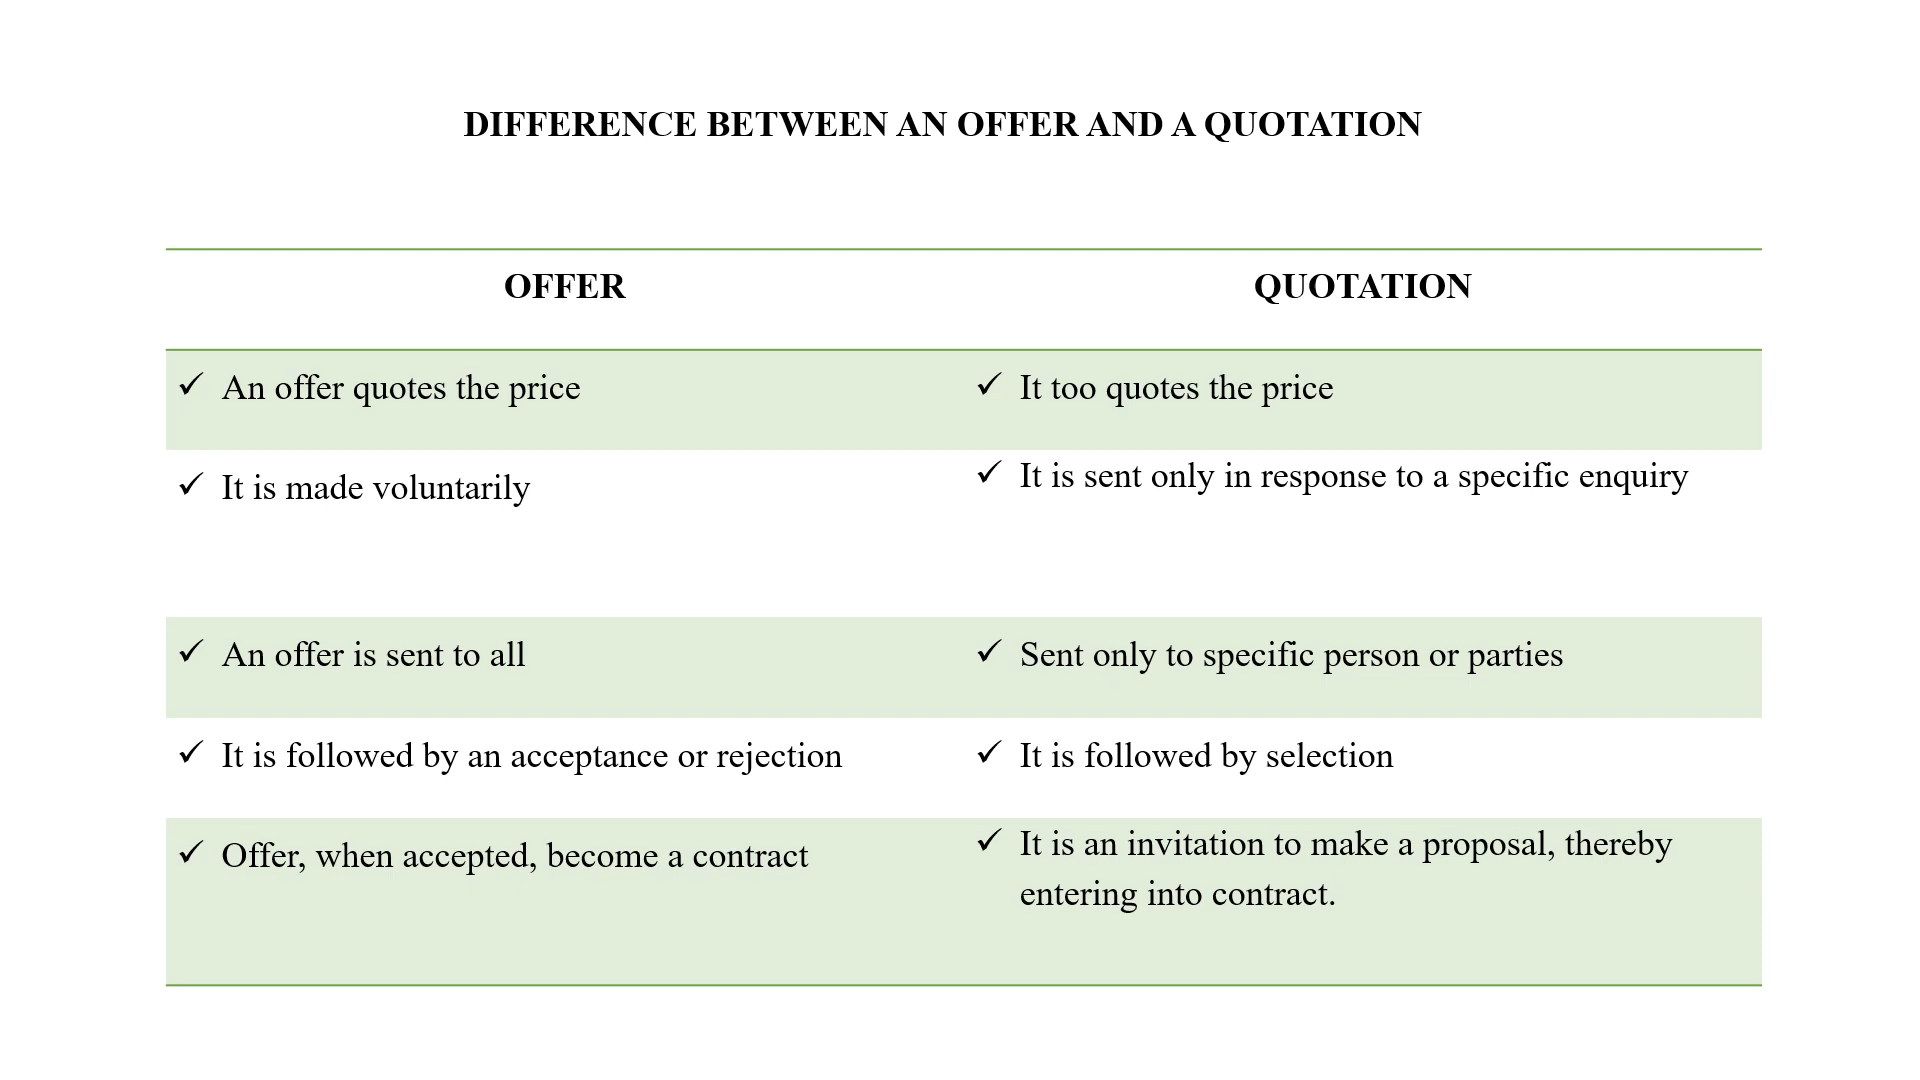 DIFFERENCE BETWEEN AN OFFER AND A QUOTATION
OFFER
QUOTATION
✓ An offer quotes the price
✓ It too quotes the price
✓ It is made voluntarily
✓ It is sent only in response to a specific enquiry
✓ An offer is sent to all
✓ Sent only to specific person or parties
✓ It is followed by an acceptance or rejection
✓ It is followed by selection
✓ Offer, when accepted, become a contract
✓ It is an invitation to make a proposal, thereby
entering into contract.